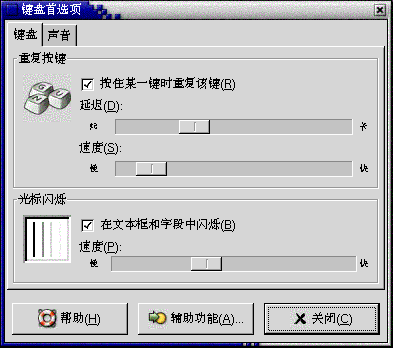 键盘首选项
键盘 声音
重复按键
按住某一键时重复该键(R)
延迟(D):
短 长
速度(S):
慢 快
光标闪烁
在文本框和字段中闪烁(B)
速度(P):
慢 快
帮助(H) 辅助功能(A)... 关闭(C)